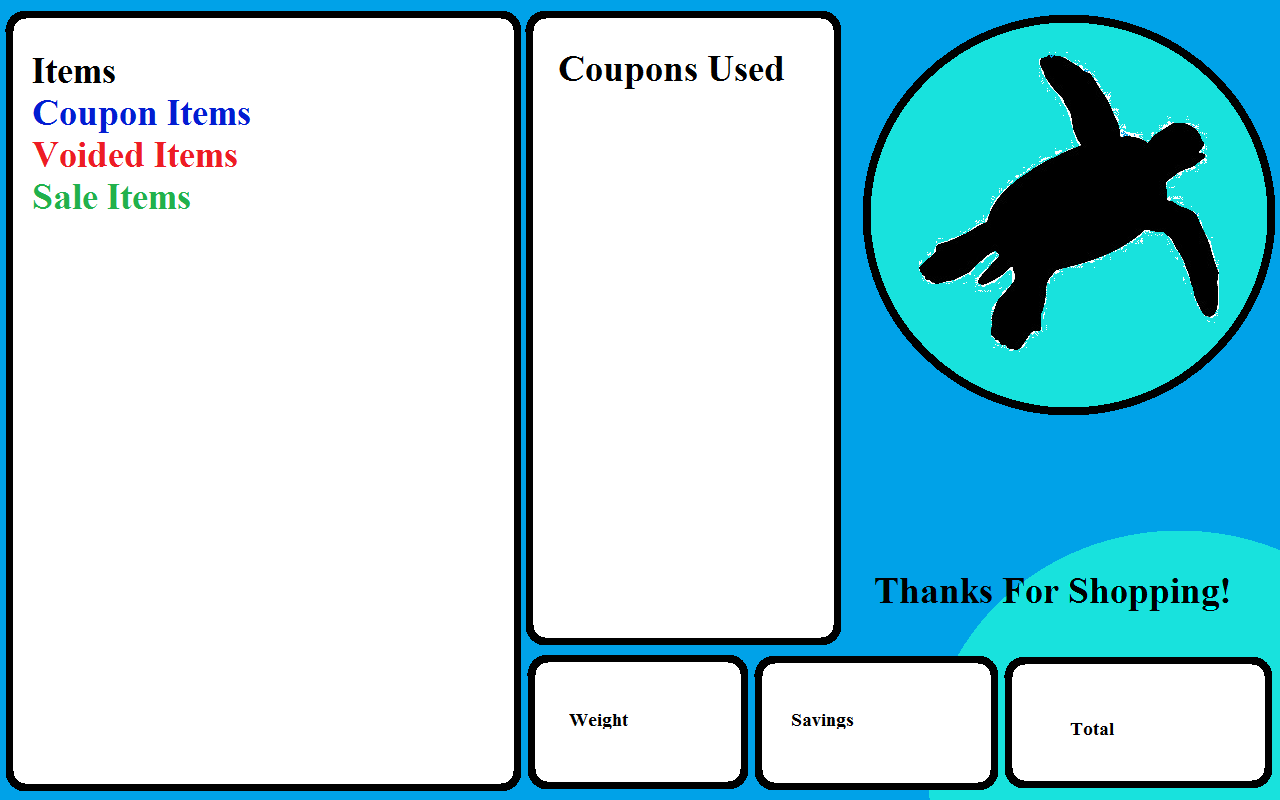 Items
Coupon Items
Voided Items
Sale Items
Coupons Used
Thanks For Shopping!
Weight
Savings
Total